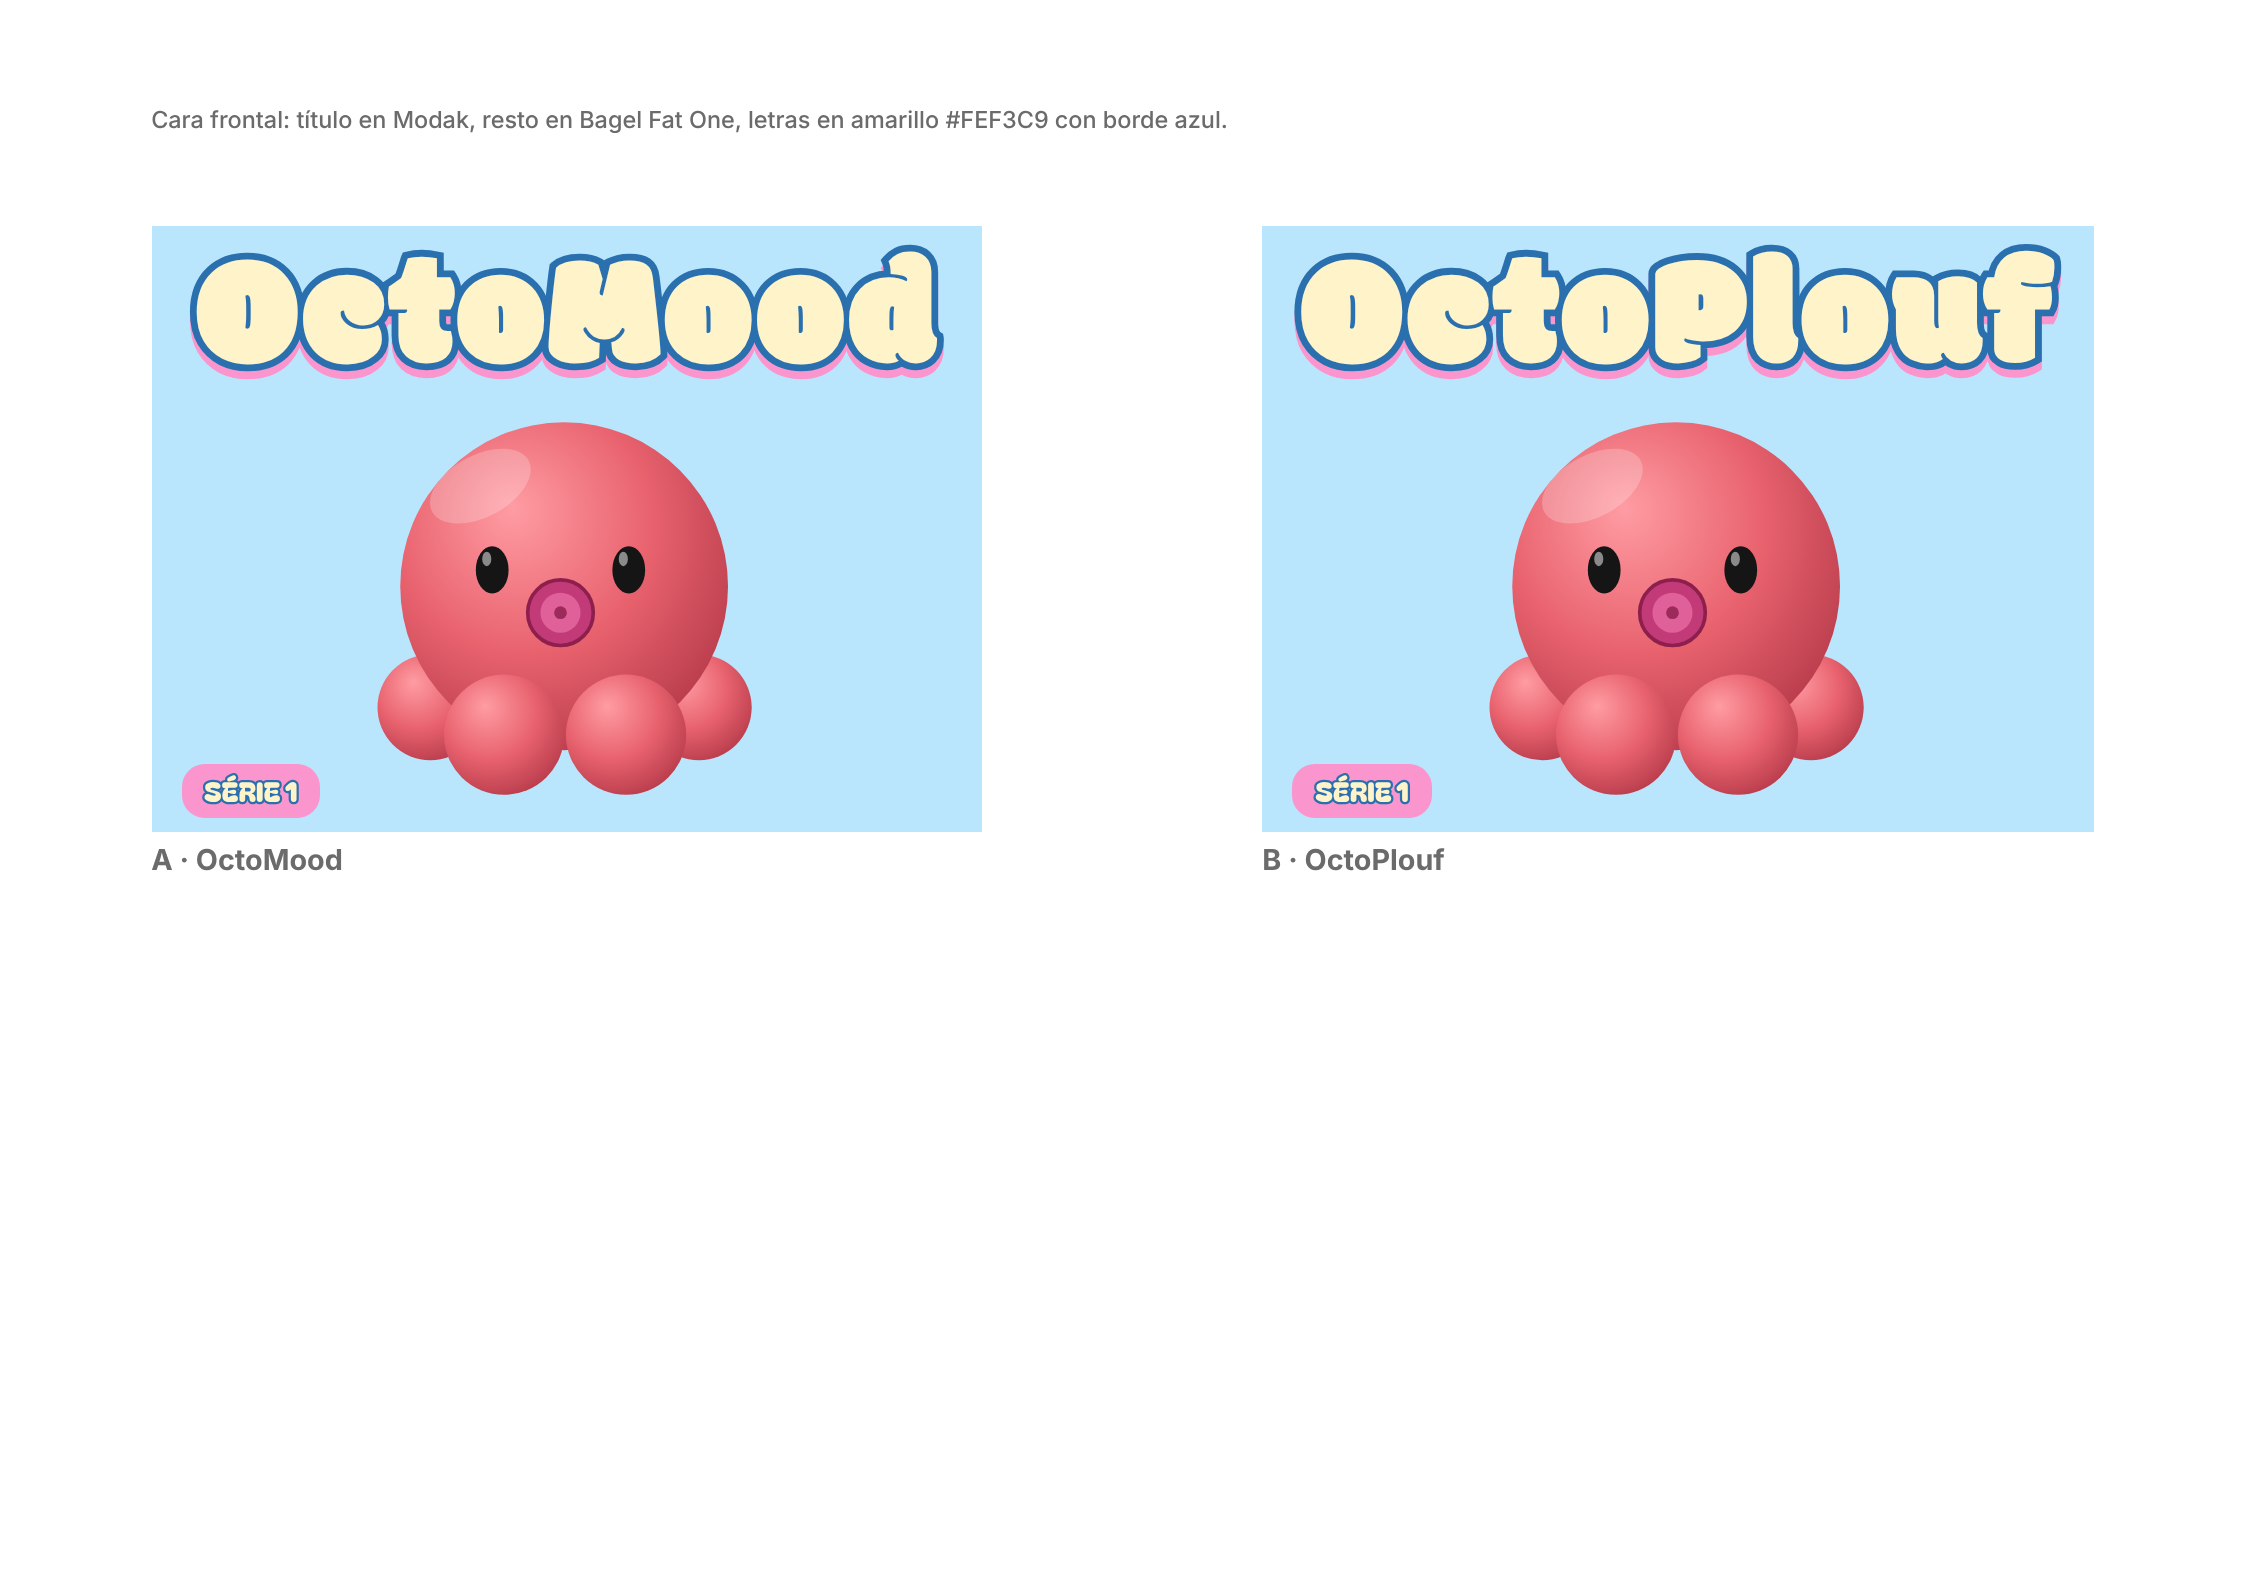 Cara frontal: título en Modak, resto en Bagel Fat One, letras en amarillo #FEF3C9 con borde azul.
OctoMood
SÉRIE 1
A · OctoMood
OctoPlouf
SÉRIE 1
B · OctoPlouf